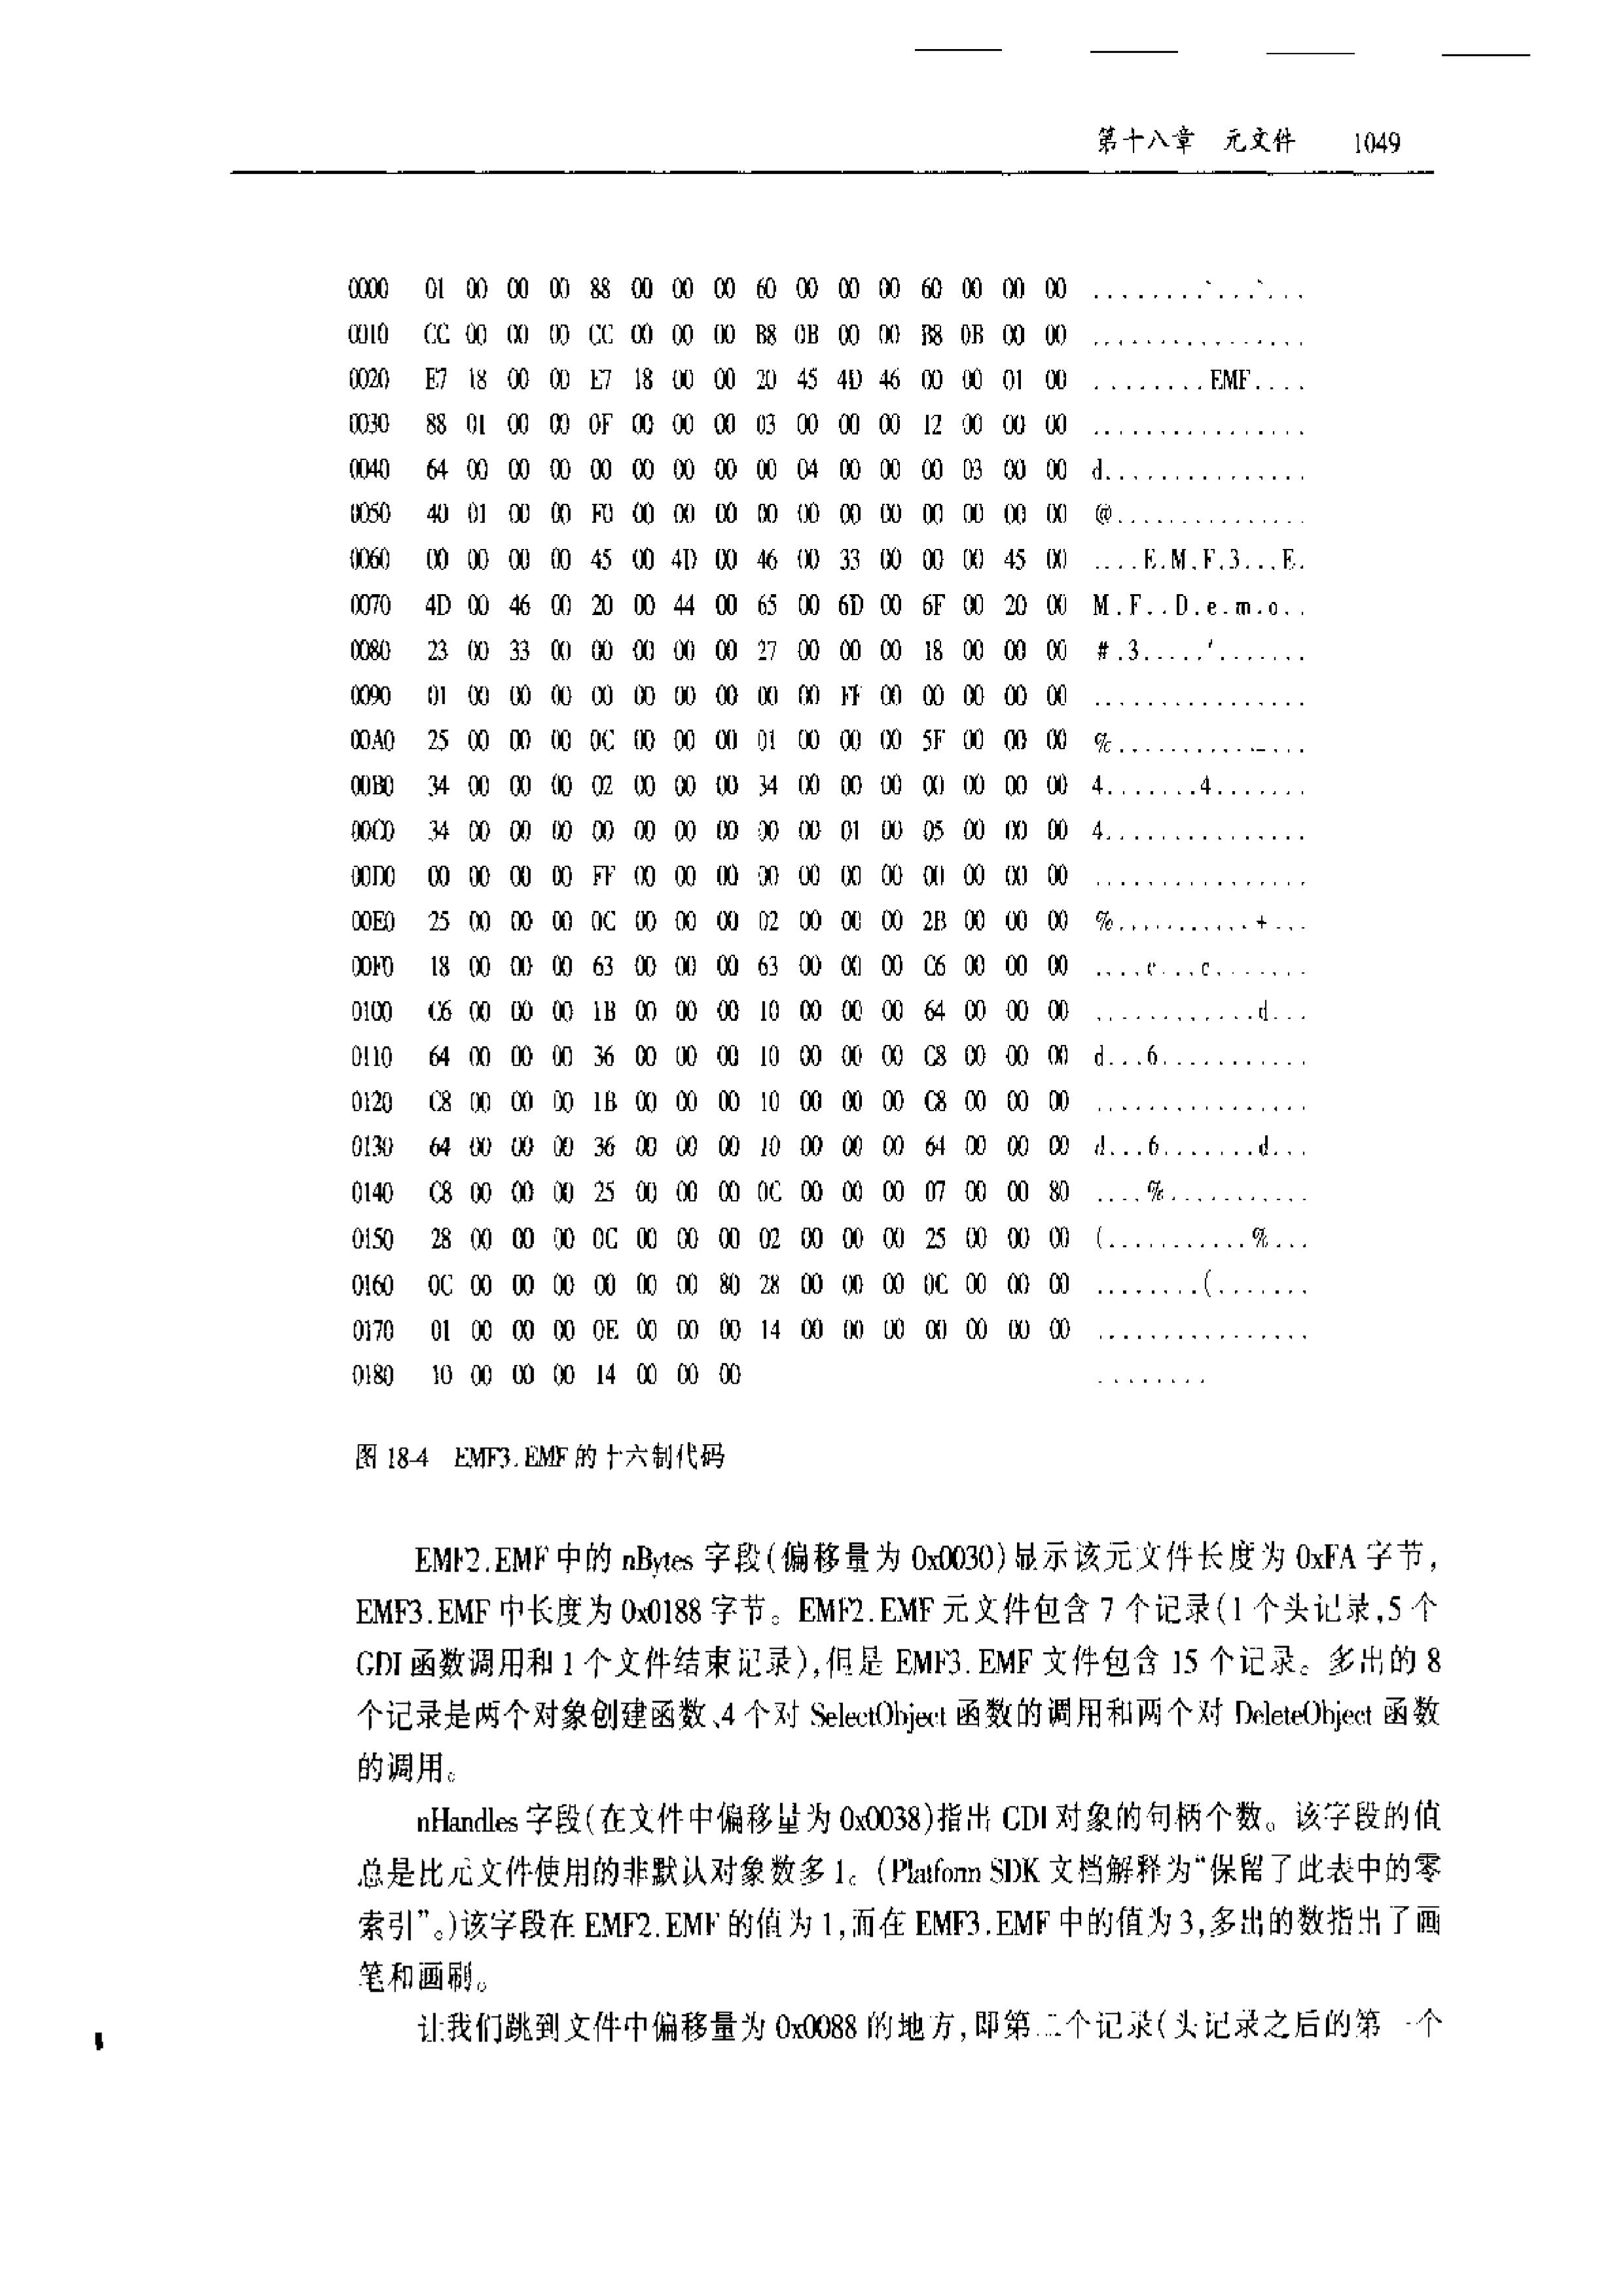 第十八章 元文件 1049
0000 01 00 00 00 88 00 00 00 60 00 00 00 60 00 00 00 ........`...`...
0010 CC 00 00 00 CC 00 00 00 B8 0B 00 00 B8 0B 00 00 ................
0020 E7 18 00 00 E7 18 00 00 20 45 4D 46 00 00 01 00 ........ EMF....
0030 88 01 00 00 0F 00 00 00 03 00 00 00 12 00 00 00 ................
0040 64 00 00 00 00 00 00 00 00 04 00 00 00 03 00 00 d...............
0050 40 01 00 00 F0 00 00 00 00 00 00 00 00 00 00 00 @...............
0060 00 00 00 00 45 00 4D 00 46 00 33 00 00 00 45 00 ....E.M.F.3...E.
0070 4D 00 46 00 20 00 44 00 65 00 6D 00 6F 00 20 00 M.F..D.e.m.o..
0080 23 00 33 00 00 00 00 00 27 00 00 00 18 00 00 00 #.3.....'.......
0090 01 00 00 00 00 00 00 00 00 00 FF 00 00 00 00 00 ................
00A0 25 00 00 00 0C 00 00 00 01 00 00 00 5F 00 00 00 %..........._...
00B0 34 00 00 00 02 00 00 00 34 00 00 00 00 00 00 00 4.......4.......
00C0 34 00 00 00 00 00 00 00 00 00 01 00 05 00 00 00 4...............
00D0 00 00 00 00 FF 00 00 00 00 00 00 00 00 00 00 00 ................
00E0 25 00 00 00 0C 00 00 00 02 00 00 00 2B 00 00 00 %...........+...
00F0 18 00 00 00 63 00 00 00 63 00 00 00 C6 00 00 00 ....c...c.......
0100 C6 00 00 00 1B 00 00 00 10 00 00 00 64 00 00 00 ............d...
0110 64 00 00 00 36 00 00 00 10 00 00 00 C8 00 00 00 d...6...........
0120 C8 00 00 00 1B 00 00 00 10 00 00 00 C8 00 00 00 ................
0130 64 00 00 00 36 00 00 00 10 00 00 00 64 00 00 00 d...6.......d...
0140 C8 00 00 00 25 00 00 00 0C 00 00 00 07 00 00 80 ....%...........
0150 28 00 00 00 0C 00 00 00 02 00 00 00 25 00 00 00 (...........%...
0160 0C 00 00 00 00 00 00 80 28 00 00 00 0C 00 00 00 ........(.......
0170 01 00 00 00 0E 00 00 00 14 00 00 00 00 00 00 00 ................
0180 10 00 00 00 14 00 00 00 ........
图 18-4 EMF3.EMF 的十六制代码
EMF2.EMF 中的 nBytes 字段(偏移量为 0x0030)显示该元文件长度为 0xFA 字节,
EMF3.EMF 中长度为 0x0188 字节。EMF2.EMF 元文件包含 7 个记录(1 个头记录,5 个
GDI 函数调用和 1 个文件结束记录),但是 EMF3.EMF 文件包含 15 个记录。多出的 8
个记录是两个对象创建函数、4 个对 SelectObject 函数的调用和两个对 DeleteObject 函数
的调用。
nHandles 字段(在文件中偏移量为 0x0038)指出 GDI 对象的句柄个数。该字段的值
总是比元文件使用的非默认对象数多 1。(Platform SDK 文档解释为“保留了此表中的零
索引”。)该字段在 EMF2.EMF 的值为 1,而在 EMF3.EMF 中的值为 3,多出的数指出了画
笔和画刷。
让我们跳到文件中偏移量为 0x0088 的地方,即第二个记录(头记录之后的第一个